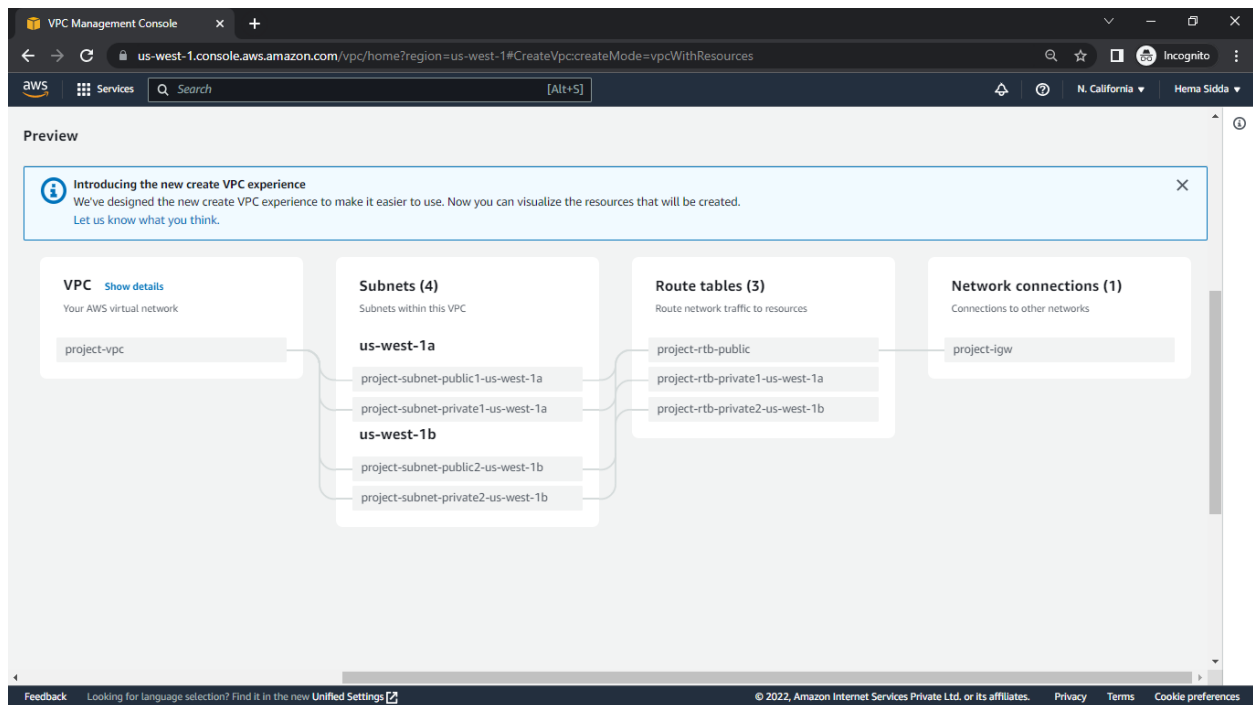 VPC Management Console
us-west-1.console.aws.amazon.com/vpc/home?region=us-west-1#CreateVpc:createMode=vpcWithResources
Incognito
aws
Services
Search
[Alt+S]
N. California
Hema Sidda
Preview
Introducing the new create VPC experience
We've designed the new create VPC experience to make it easier to use. Now you can visualize the resources that will be created.
Let us know what you think.
VPC Show details
Your AWS virtual network
project-vpc
Subnets (4)
Subnets within this VPC
us-west-1a
project-subnet-public1-us-west-1a
project-subnet-private1-us-west-1a
us-west-1b
project-subnet-public2-us-west-1b
project-subnet-private2-us-west-1b
Route tables (3)
Route network traffic to resources
project-rtb-public
project-rtb-private1-us-west-1a
project-rtb-private2-us-west-1b
Network connections (1)
Connections to other networks
project-igw
Feedback
Looking for language selection? Find it in the new Unified Settings
© 2022, Amazon Internet Services Private Ltd. or its affiliates.
Privacy
Terms
Cookie preferences